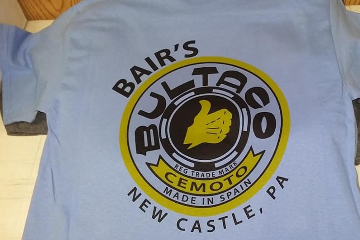 BAIR'S
BULTACO
REG TRADE MARK
CEMOTO
MADE IN SPAIN
NEW CASTLE, PA